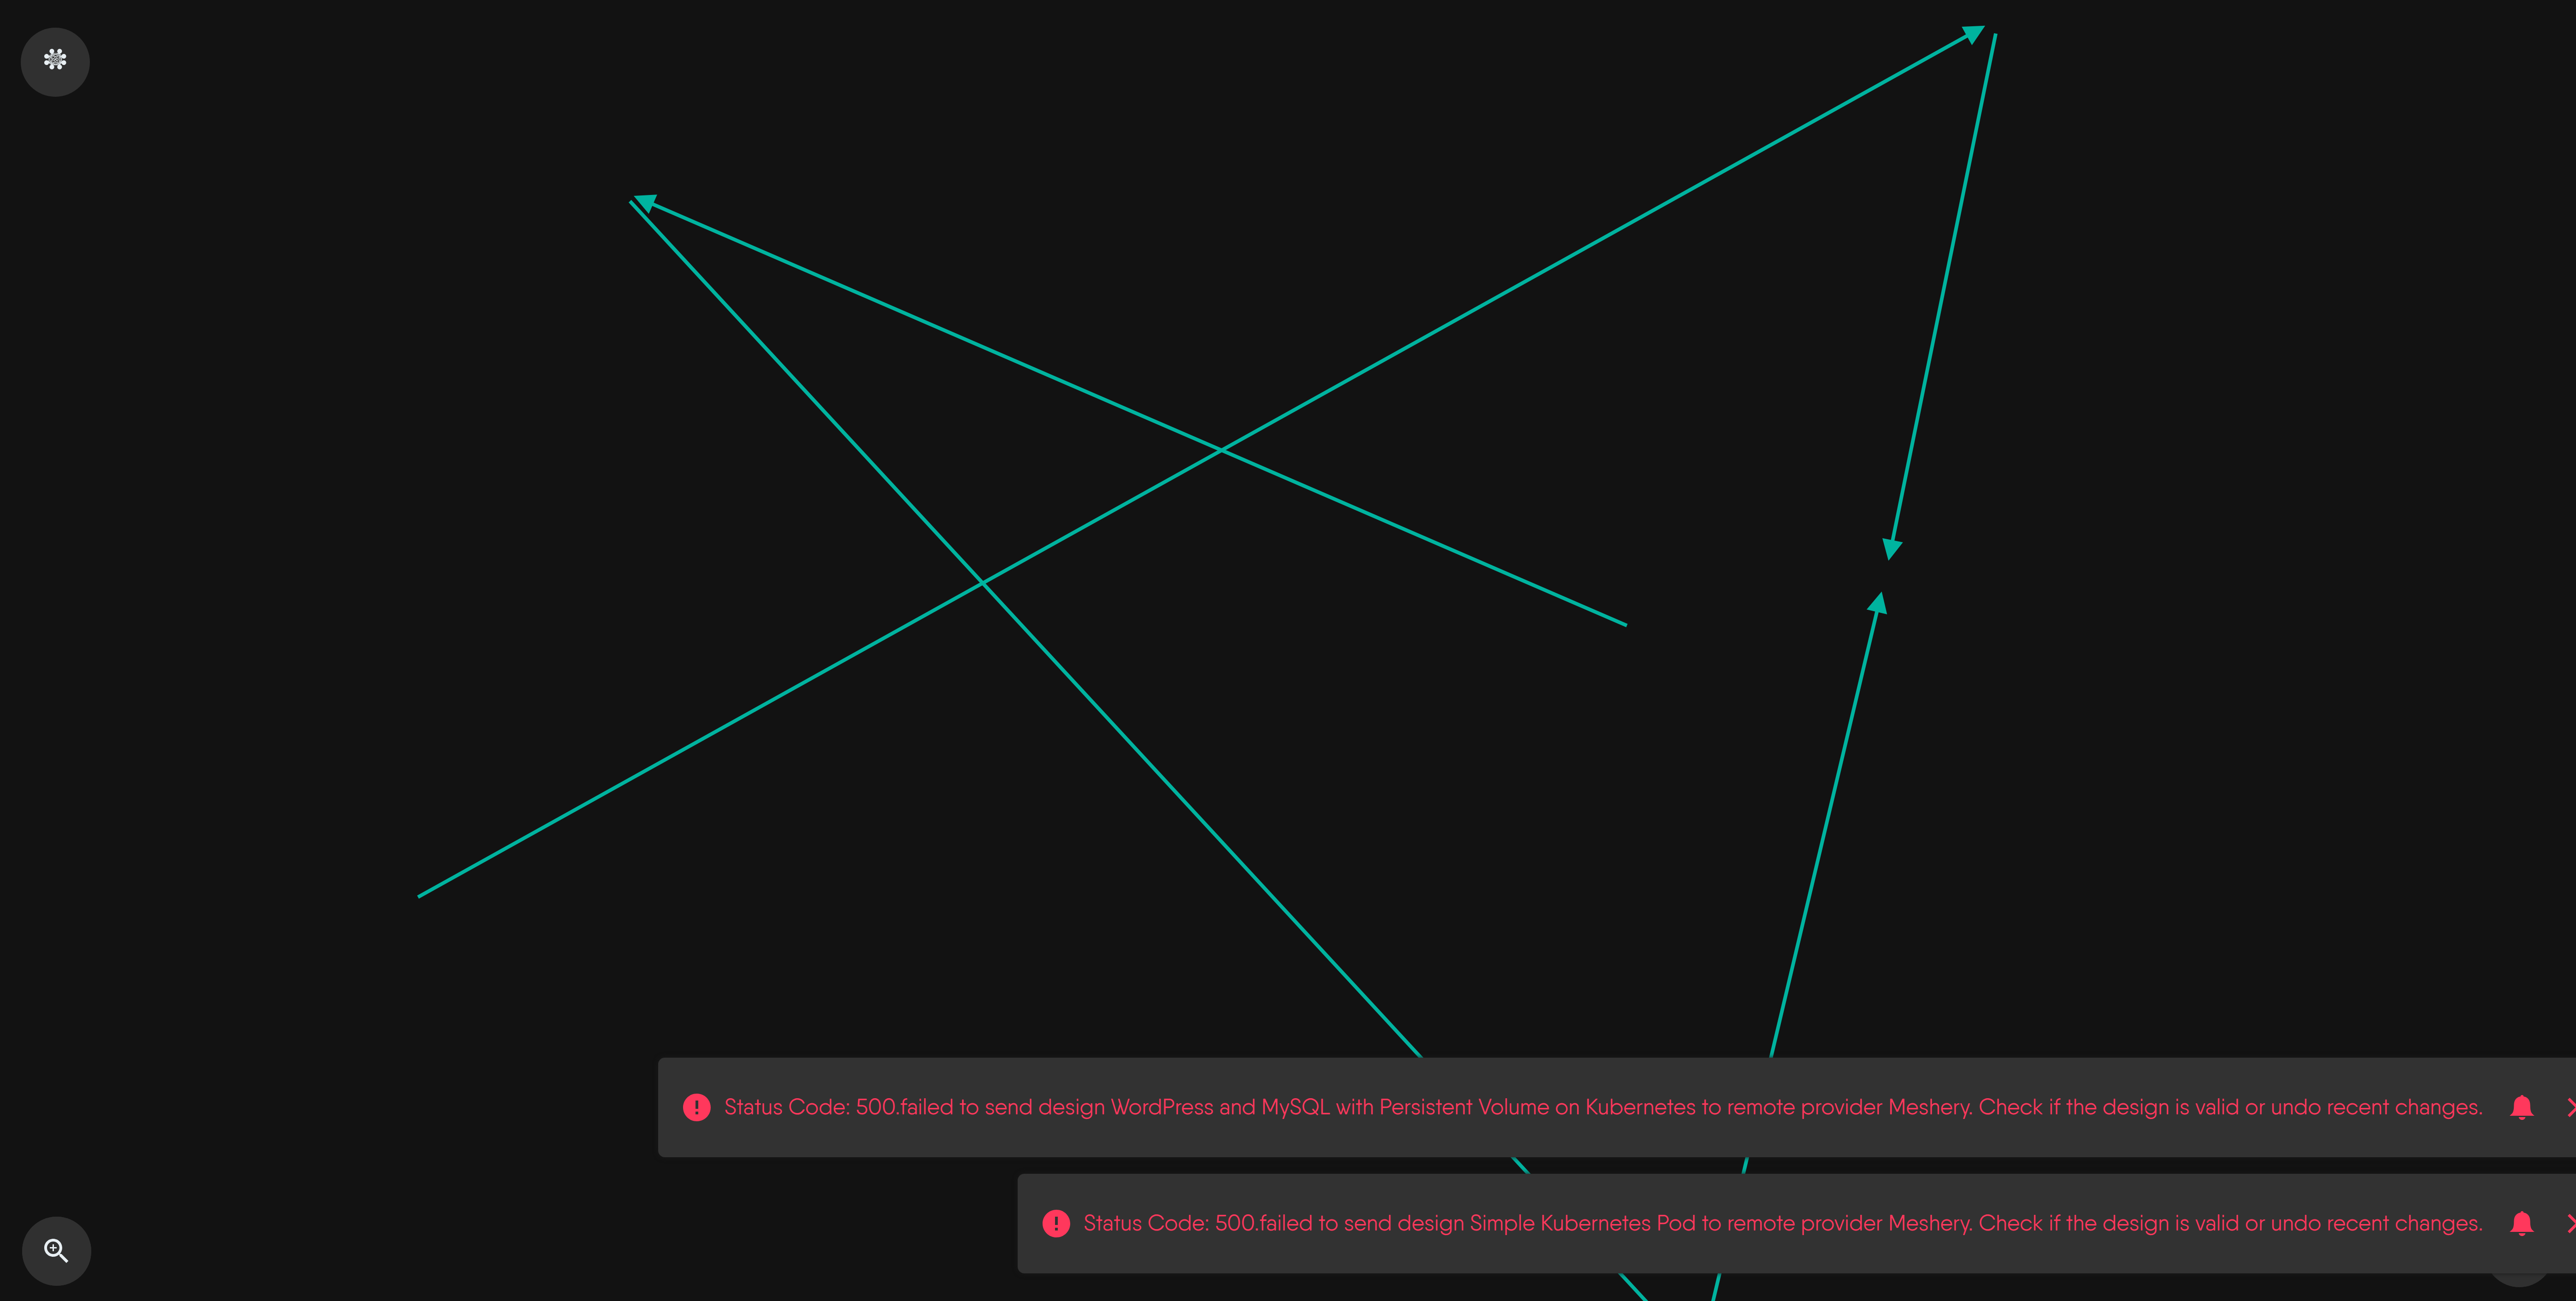 Status Code: 500.failed to send design WordPress and MySQL with Persistent Volume on Kubernetes to remote provider Meshery. Check if the design is valid or undo recent changes.
Status Code: 500.failed to send design Simple Kubernetes Pod to remote provider Meshery. Check if the design is valid or undo recent changes.